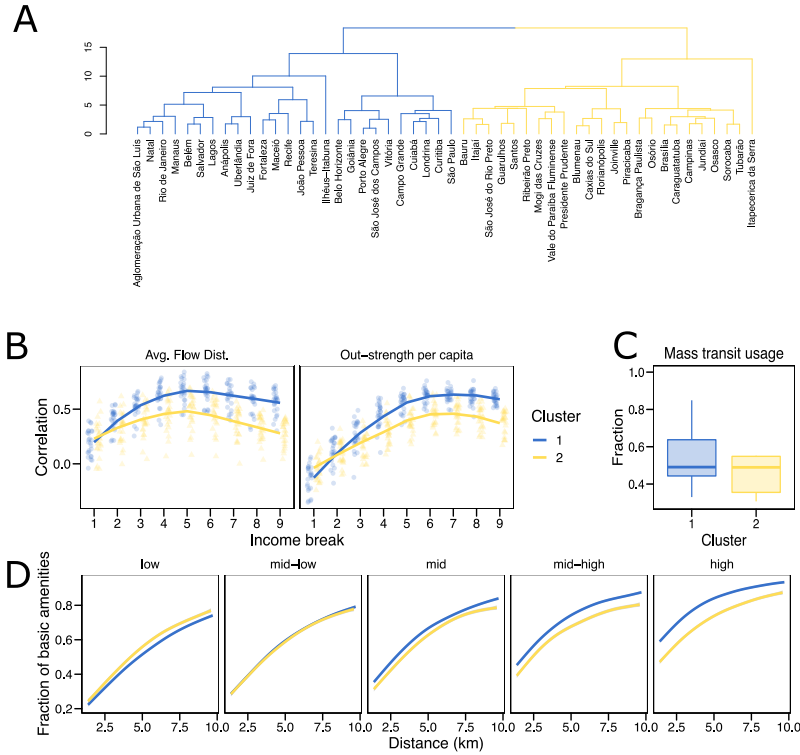 A
15
10
5
0
Aglomeração Urbana de São Luís
Natal
Rio de Janeiro
Manaus
Belém
Salvador
Lagos
Anápolis
Uberlândia
Juiz de Fora
Fortaleza
Maceió
Recife
João Pessoa
Teresina
Ilhéus−Itabuna
Belo Horizonte
Goiânia
Porto Alegre
São José dos Campos
Vitória
Campo Grande
Cuiabá
Londrina
Curitiba
São Paulo
Bauru
Itajaí
São José do Rio Preto
Guarulhos
Santos
Ribeirão Preto
Mogi das Cruzes
Vale do Paraíba Fluminense
Presidente Prudente
Blumenau
Caxias do Sul
Florianópolis
Joinville
Piracicaba
Bragança Paulista
Osório
Brasília
Caraguatatuba
Campinas
Jundiaí
Osasco
Sorocaba
Tubarão
Itapecerica da Serra
B
Avg. Flow Dist.
Out−strength per capita
Correlation
0.5
0.0
1 2 3 4 5 6 7 8 9
1 2 3 4 5 6 7 8 9
Income break
Cluster
1
2
C
Mass transit usage
Fraction
1.0
0.8
0.6
0.4
1 2
Cluster
D
low
mid−low
mid
mid−high
high
Fraction of basic amenities
0.8
0.6
0.4
0.2
2.5 5.0 7.5 10.0
2.5 5.0 7.5 10.0
2.5 5.0 7.5 10.0
2.5 5.0 7.5 10.0
2.5 5.0 7.5 10.0
Distance (km)